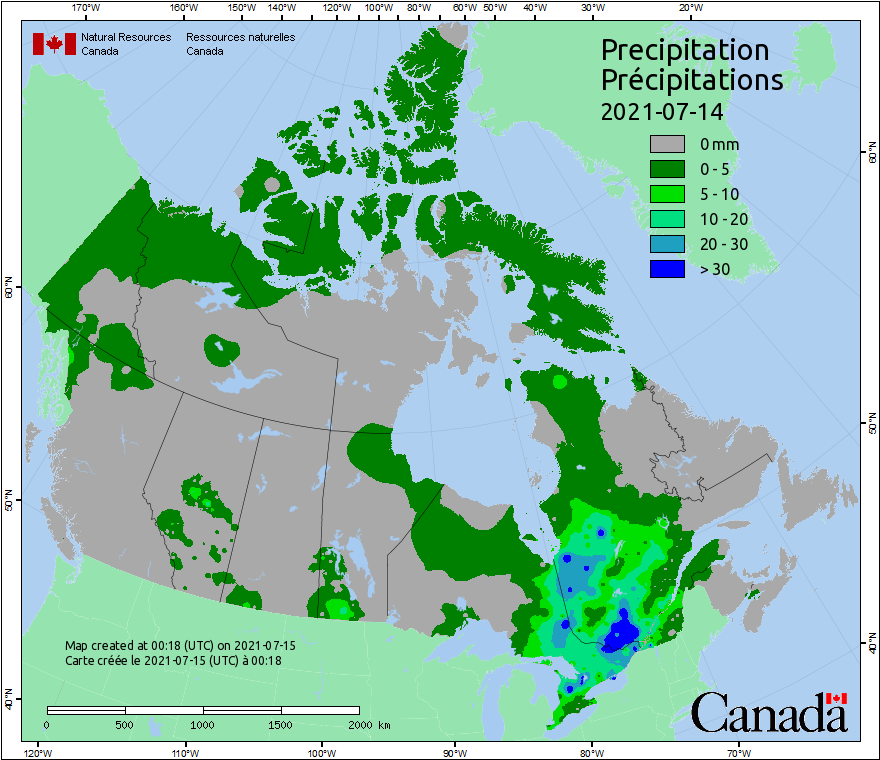 170°W 160°W 150°W 140°W 120°W 100°W 80°W 60°W 50°W 40°W 30°W 20°W
Natural Resources Ressources naturelles
Canada Canada
Precipitation
Précipitations
2021-07-14
0 mm
0 - 5
5 - 10
10 - 20
20 - 30
> 30
60°N
50°N
40°N
60°N
50°N
40°N
Map created at 00:18 (UTC) on 2021-07-15
Carte créée le 2021-07-15 (UTC) à 00:18
0 500 1000 1500 2000 km
Canada
120°W 110°W 100°W 90°W 80°W 70°W